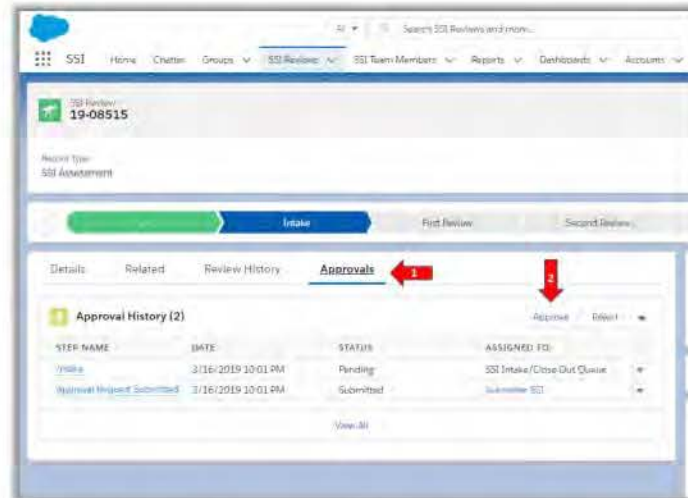 All Search SSI Reviews and more...
SSI Home Chatter Groups SSI Reviews SSI Team Members Reports Dashboards Accounts
SSI Review
19-08515
Record Type
SSI Assessment
Intake First Review Second Review
Details Related Review History Approvals 1
2
Approval History (2) Approve Reject
STEP NAME DATE STATUS ASSIGNED TO
Intake 3/16/2019 10:01 PM Pending SSI Intake/Close Out Queue
Approval Request Submitted 3/16/2019 10:01 PM Submitted Submitter SSI
View All